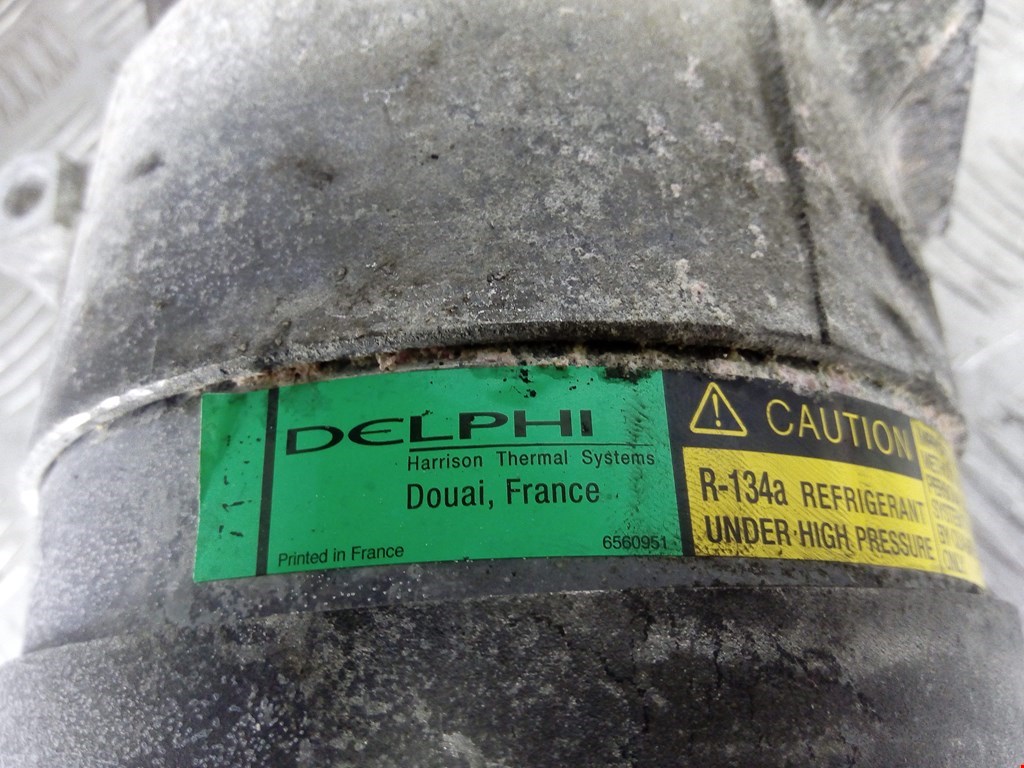 DELPHI
Harrison Thermal Systems
Douai, France
Printed in France
6560951
CAUTION
R-134a REFRIGERANT
UNDER HIGH PRESSURE